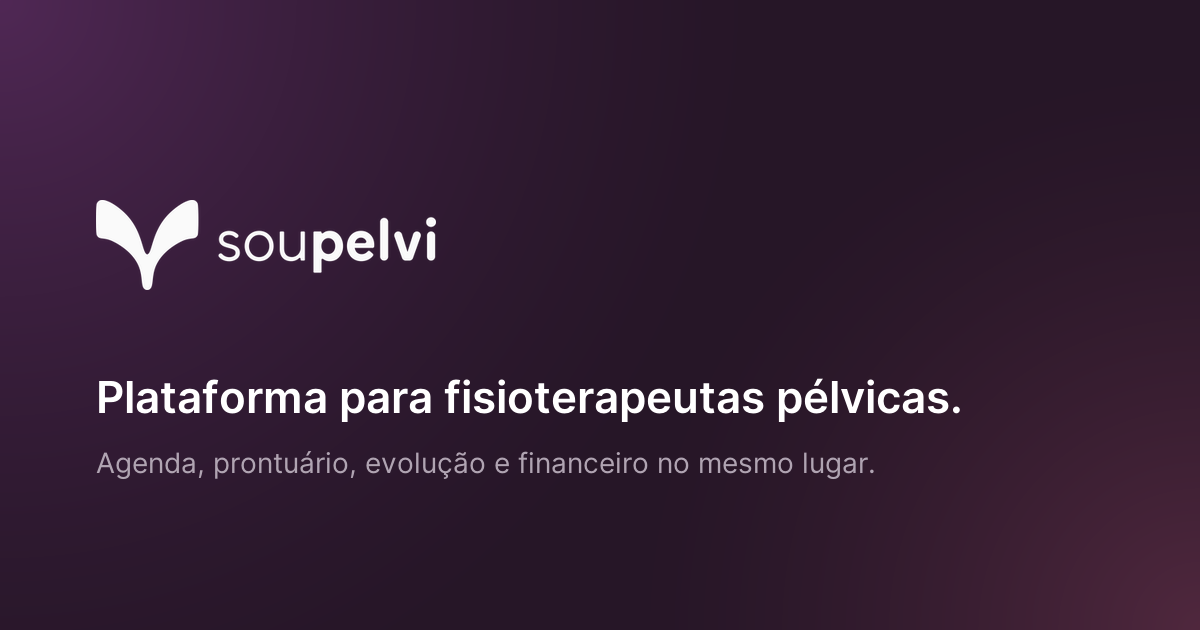 soupelvi
Plataforma para fisioterapeutas pélvicas.
Agenda, prontuário, evolução e financeiro no mesmo lugar.